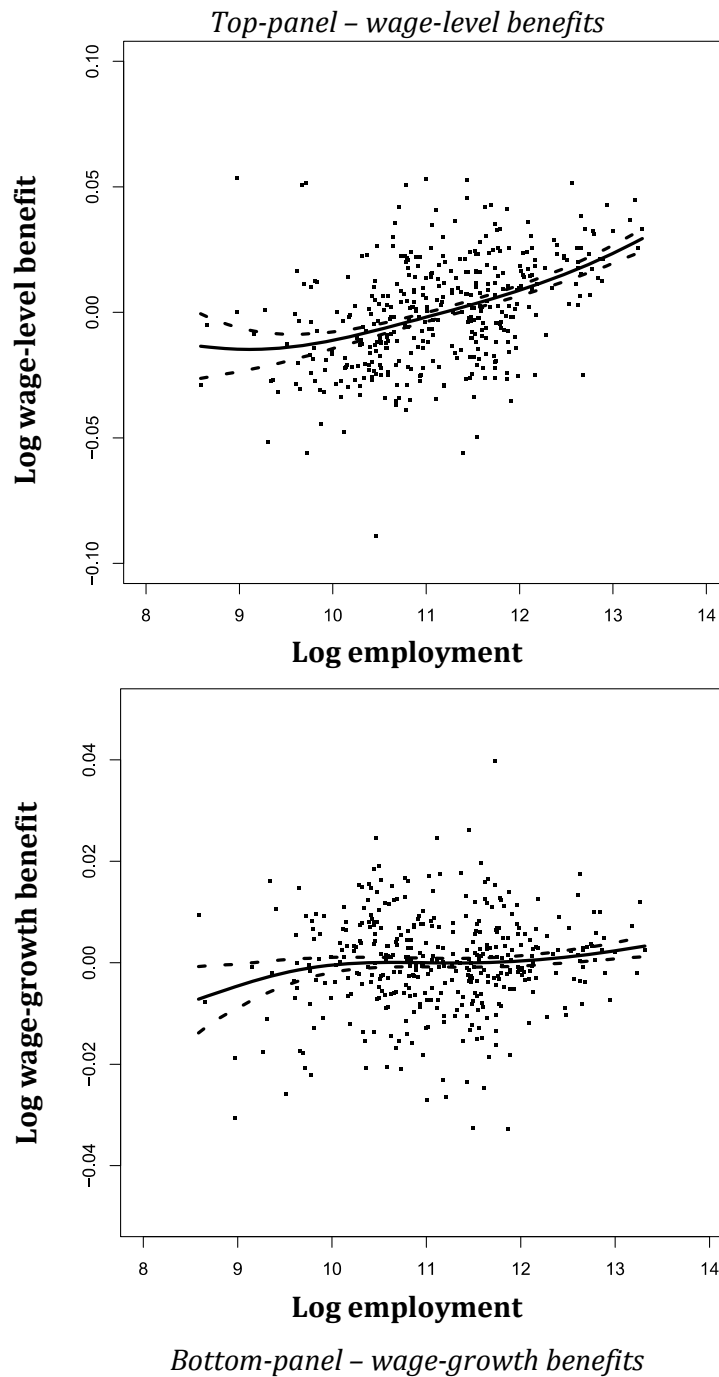 Top-panel – wage-level benefits
Log wage-level benefit
0.10
0.05
0.00
−0.05
−0.10
8 9 10 11 12 13 14
Log employment
Log wage-growth benefit
0.04
0.02
0.00
−0.02
−0.04
8 9 10 11 12 13 14
Log employment
Bottom-panel – wage-growth benefits